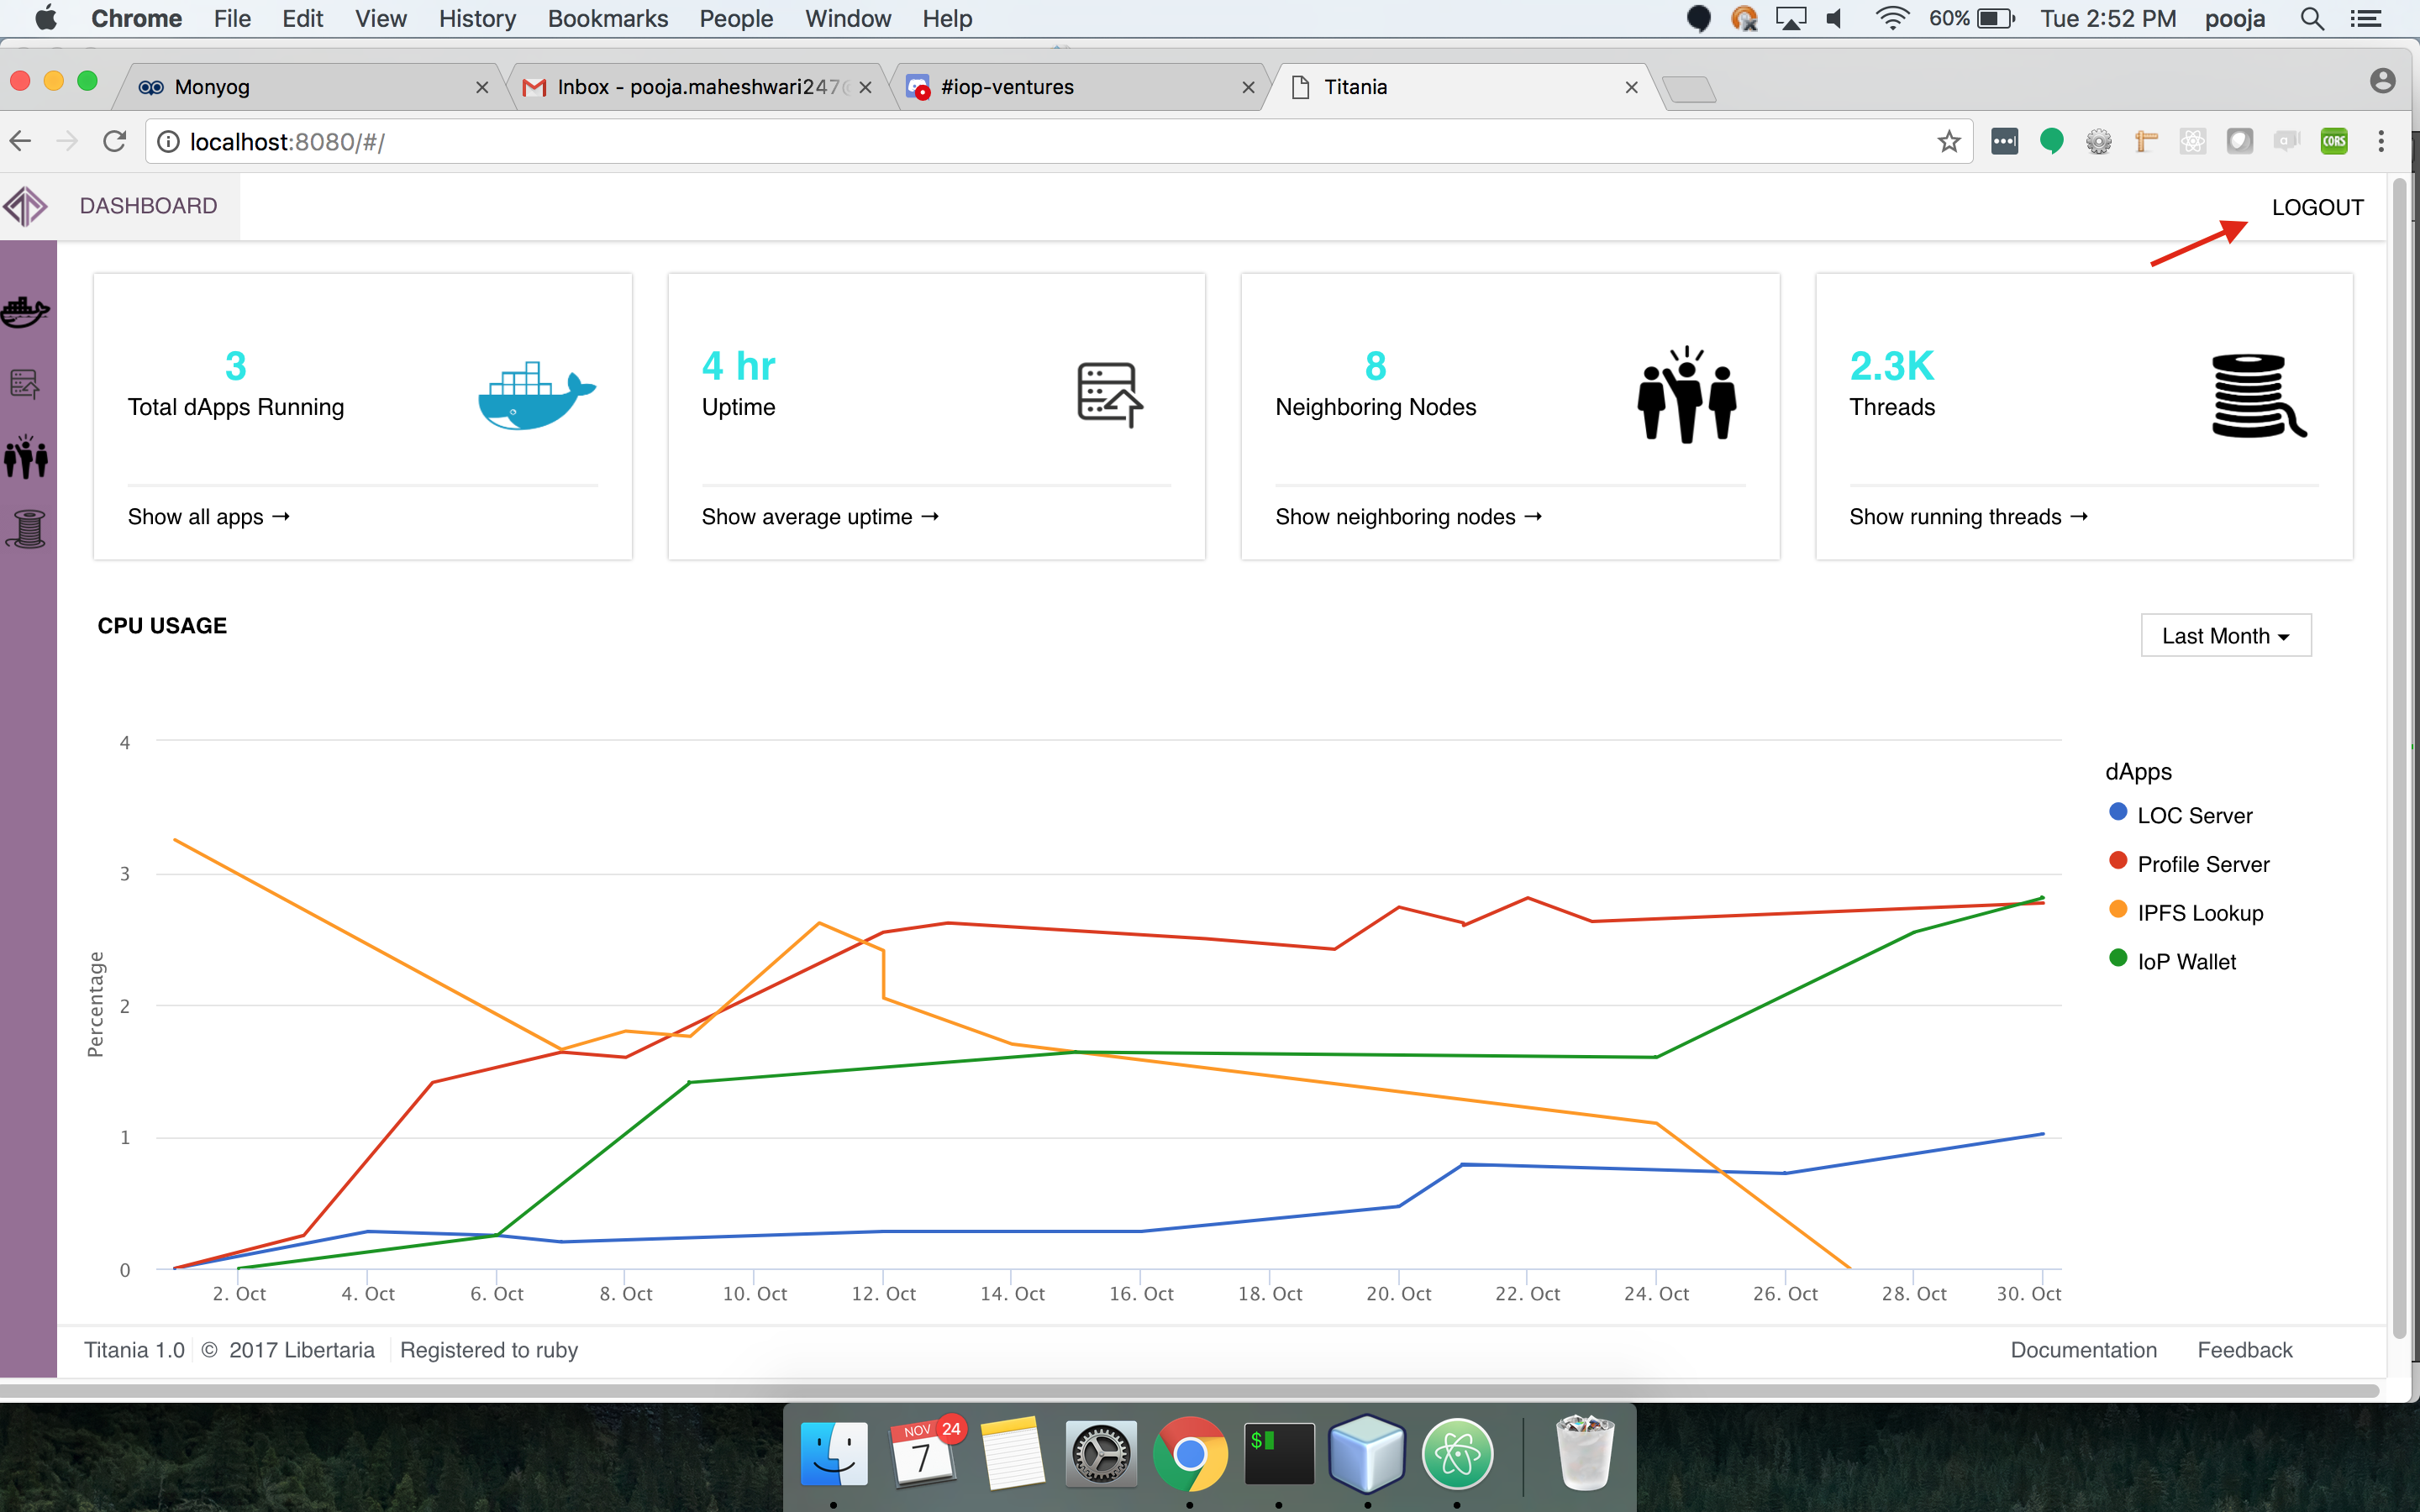 Chrome File Edit View History Bookmarks People Window Help 60% Tue 2:52 PM pooja
Monyog Inbox - pooja.maheshwari247 #iop-ventures Titania
localhost:8080/#/ CORS
DASHBOARD LOGOUT
3 4 hr 8 2.3K
Total dApps Running Uptime Neighboring Nodes Threads
Show all apps → Show average uptime → Show neighboring nodes → Show running threads →
CPU USAGE
Last Month
4
3
2
1
0
Percentage
dApps
LOC Server
Profile Server
IPFS Lookup
IoP Wallet
2. Oct 4. Oct 6. Oct 8. Oct 10. Oct 12. Oct 14. Oct 16. Oct 18. Oct 20. Oct 22. Oct 24. Oct 26. Oct 28. Oct 30. Oct
Titania 1.0 © 2017 Libertaria Registered to ruby Documentation Feedback
NOV 24
7
$